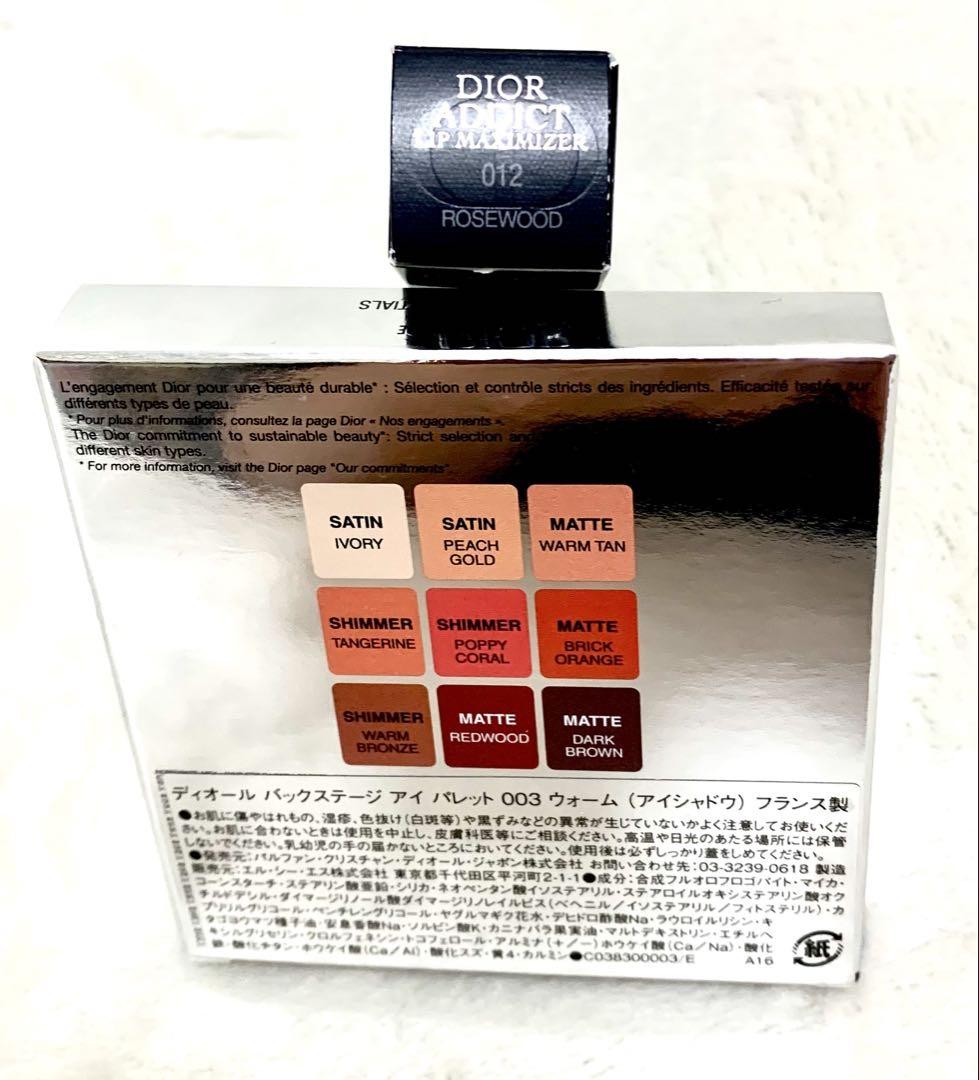 DIOR
ADDICT
LIP MAXIMIZER
012
ROSEWOOD
L'engagement Dior pour une beauté durable* : Sélection et contrôle stricts des ingrédients. Efficacité testée sur
différents types de peau.
* Pour plus d'informations, consultez la page Dior « Nos engagements ».
The Dior commitment to sustainable beauty*: Strict selection
different skin types.
* For more information, visit the Dior page "Our commitments".
SATIN
IVORY
SATIN
PEACH
GOLD
MATTE
WARM TAN
SHIMMER
TANGERINE
SHIMMER
POPPY
CORAL
MATTE
BRICK
ORANGE
SHIMMER
WARM
BRONZE
MATTE
REDWOOD
MATTE
DARK
BROWN
ディオール バックステージ アイ パレット 003 ウォーム（アイシャドウ）フランス製
●お肌に傷やはれもの、湿疹、色抜け（白斑等）や黒ずみなどの異常が生じていないかよく注意してお使いくだ
さい。お肌に合わないときは使用を中止し、皮膚科医等にご相談ください。高温や日光のあたる場所には保管
しないでください。乳幼児の手の届かないところにおいてください。使用後は必ずしっかり蓋をしめてください。
●発売元：パルファン・クリスチャン・ディオール・ジャポン株式会社 お問い合わせ先：03-3239-0618 製造
販売元：エル・シー・エス株式会社 東京都千代田区平河町2-1-1●成分：合成フルオロフロゴパイト・マイカ・
コーンスターチ・ステアリン酸亜鉛・シリカ・ネオペンタン酸イソステアリル・ステアロイルオキシステアリン酸オク
チルドデシル・ダイマージリノール酸ダイマージリノレイルビス（ベヘニル／イソステアリル／フィトステリル）・カ
プリリルグリコール・ペンチレングリコール・ヤグルマギク花水・デヒドロ酢酸Na・ラウロイルリシン・キ
タゴヨウマツ種子油・安息香酸Na・ソルビン酸K・カニナバラ果実油・マルトデキストリン・エチルヘ
キシルグリセリン・クロルフェネシン・トコフェロール・アルミナ（＋／－）ホウケイ酸（Ca／Na）・酸化
銀・酸化チタン・ホウケイ酸（Ca／Al）・酸化スズ・黄4・カルミン●C038300003/E
A16
紙